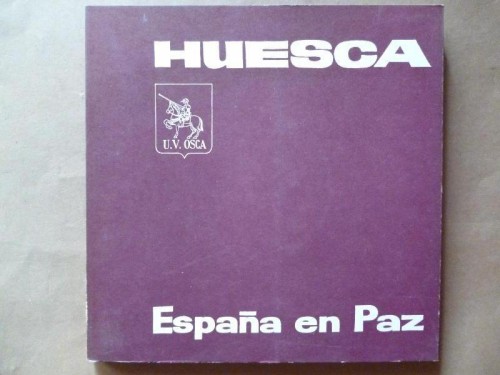 HUESCA
U.V. OSCA
España en Paz